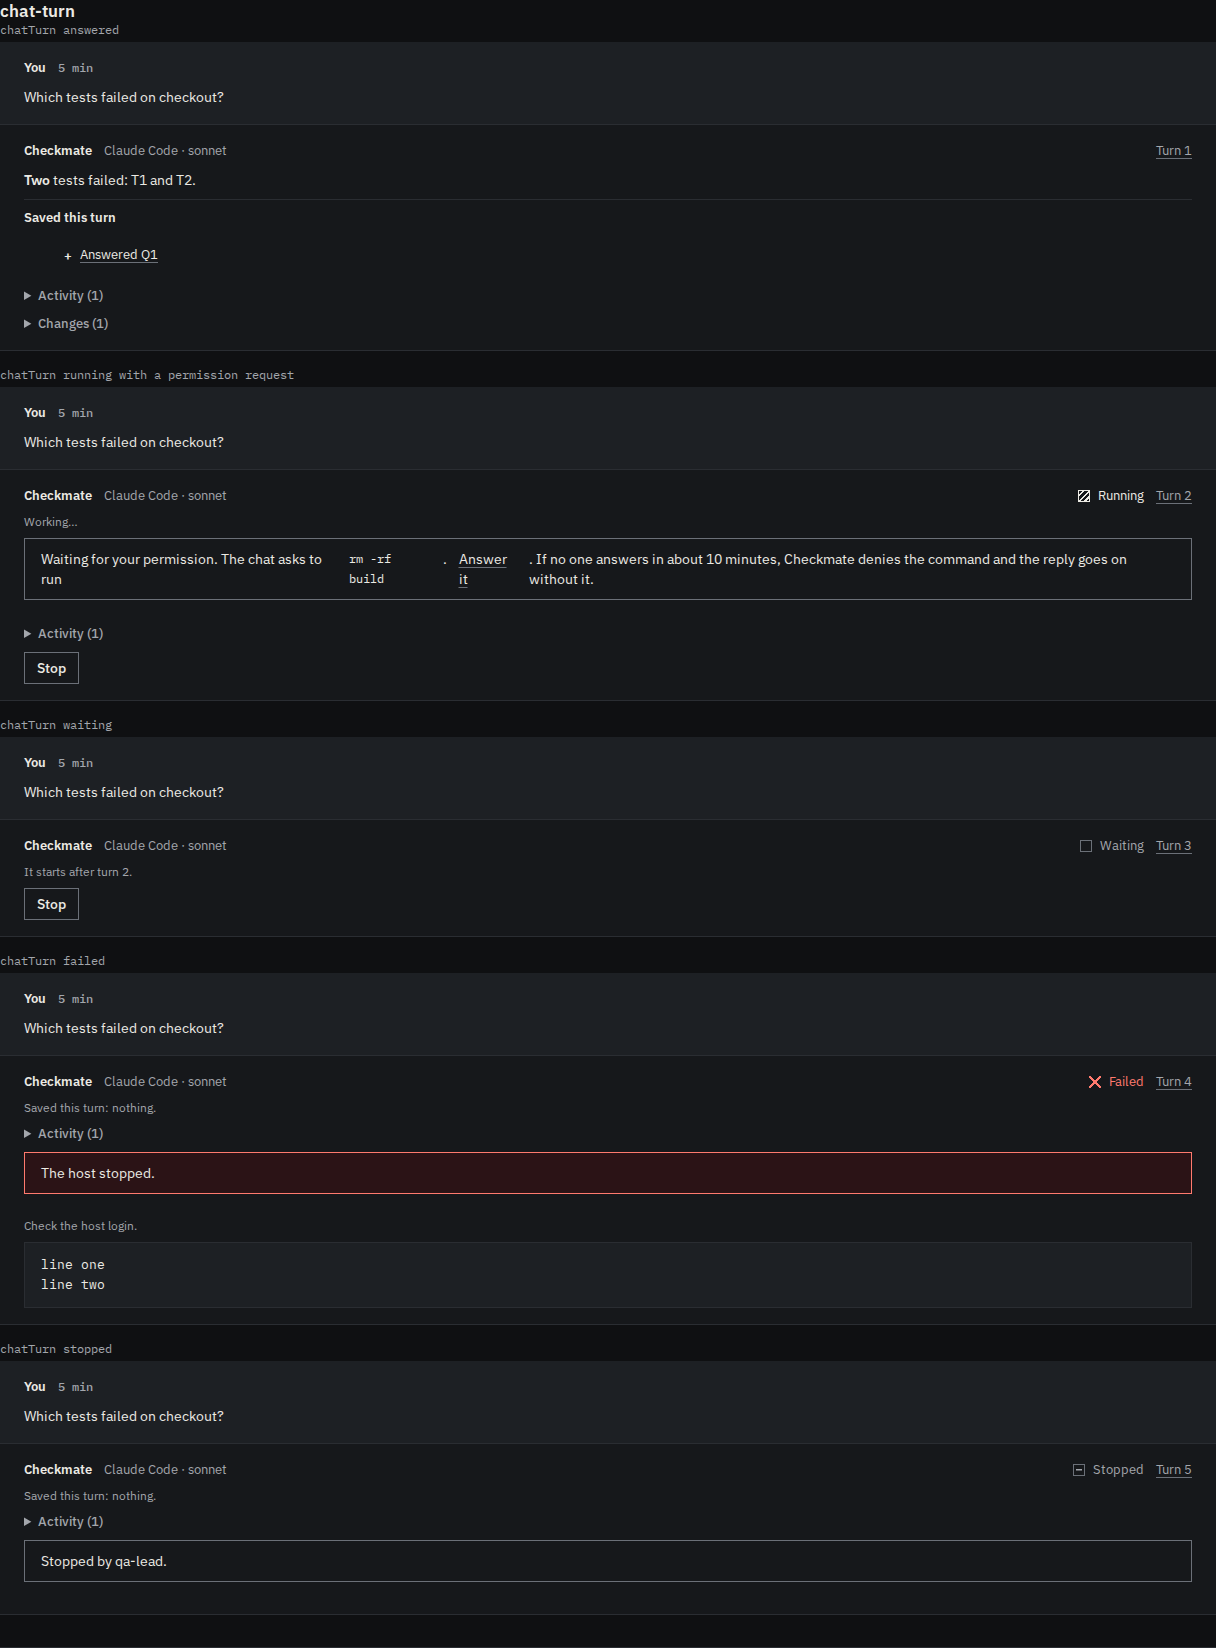 chat-turn
chatTurn answered
You 5 min
Which tests failed on checkout?
Checkmate Claude Code · sonnet Turn 1
Two tests failed: T1 and T2.
Saved this turn
+ Answered Q1
Activity (1)
Changes (1)
chatTurn running with a permission request
You 5 min
Which tests failed on checkout?
Checkmate Claude Code · sonnet Running Turn 2
Working…
Waiting for your permission. The chat asks to rm -rf . Answer . If no one answers in about 10 minutes, Checkmate denies the command and the reply goes on
run build it without it.
Activity (1)
Stop
chatTurn waiting
You 5 min
Which tests failed on checkout?
Checkmate Claude Code · sonnet Waiting Turn 3
It starts after turn 2.
Stop
chatTurn failed
You 5 min
Which tests failed on checkout?
Checkmate Claude Code · sonnet Failed Turn 4
Saved this turn: nothing.
Activity (1)
The host stopped.
Check the host login.
line one
line two
chatTurn stopped
You 5 min
Which tests failed on checkout?
Checkmate Claude Code · sonnet Stopped Turn 5
Saved this turn: nothing.
Activity (1)
Stopped by qa-lead.